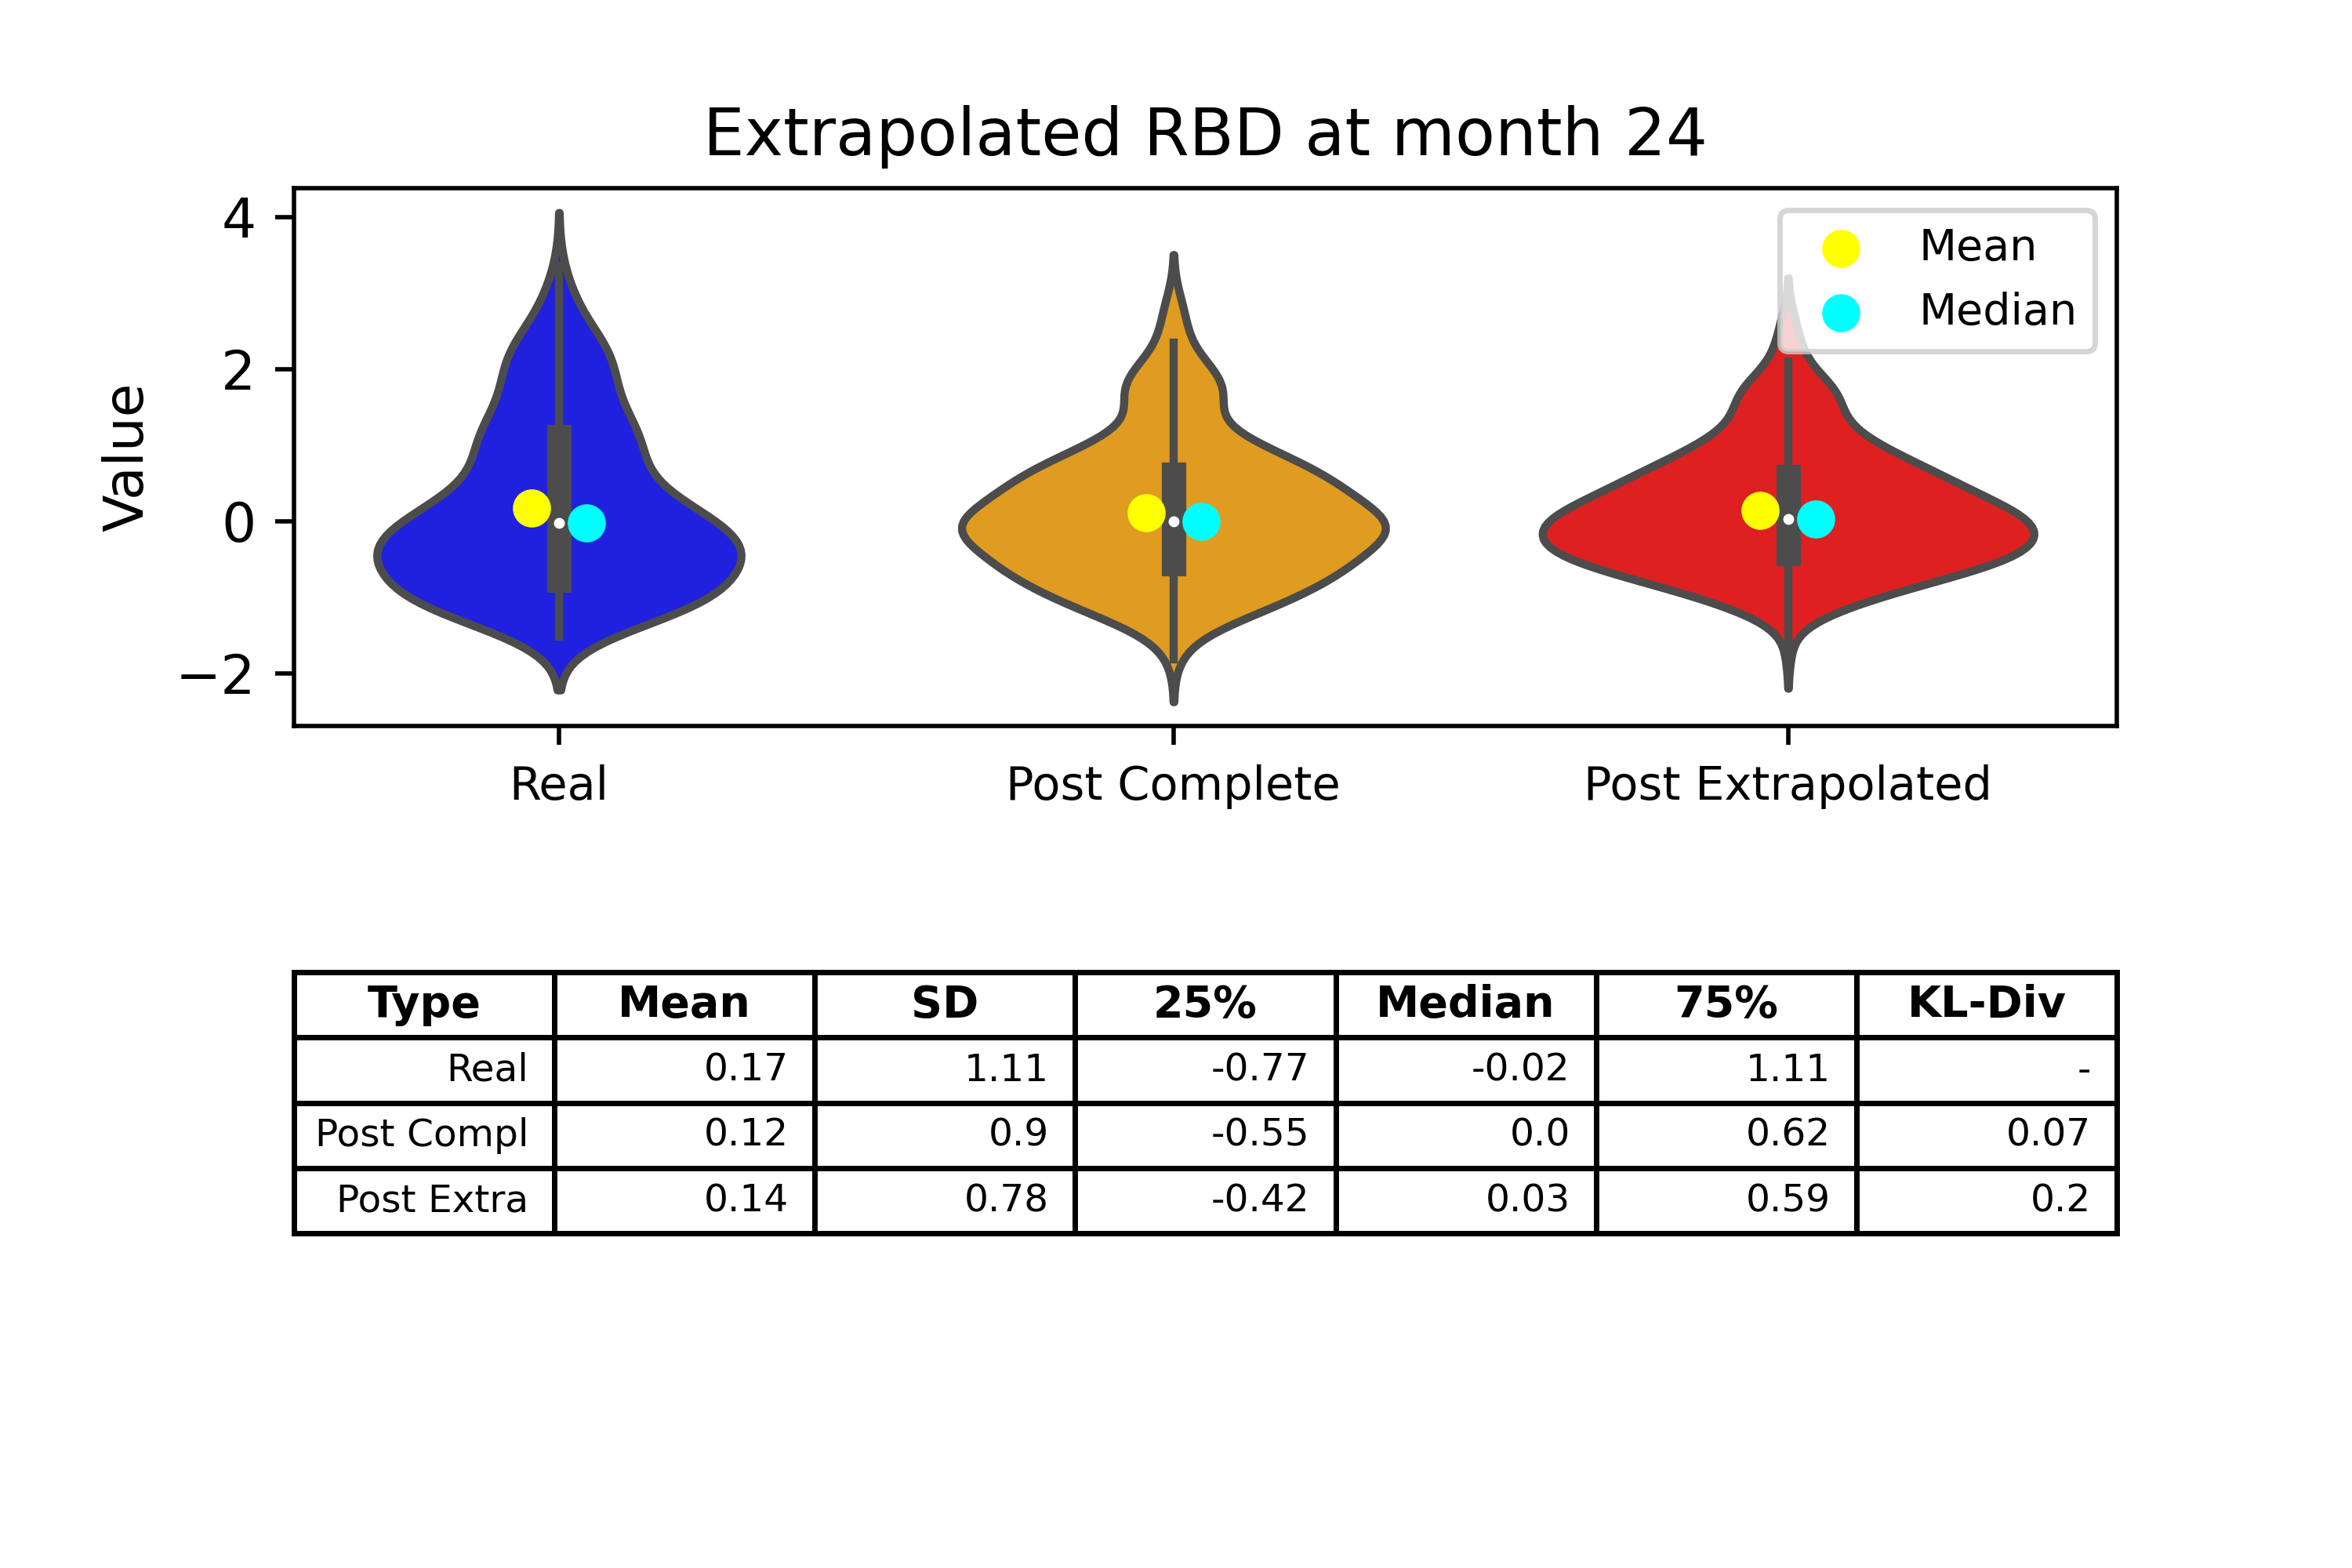 Extrapolated RBD at month 24
Value
4
2
0
−2
Mean
Median
Real Post Complete Post Extrapolated
Type Mean SD 25% Median 75% KL-Div
Real 0.17 1.11 -0.77 -0.02 1.11 -
Post Compl 0.12 0.9 -0.55 0.0 0.62 0.07
Post Extra 0.14 0.78 -0.42 0.03 0.59 0.2